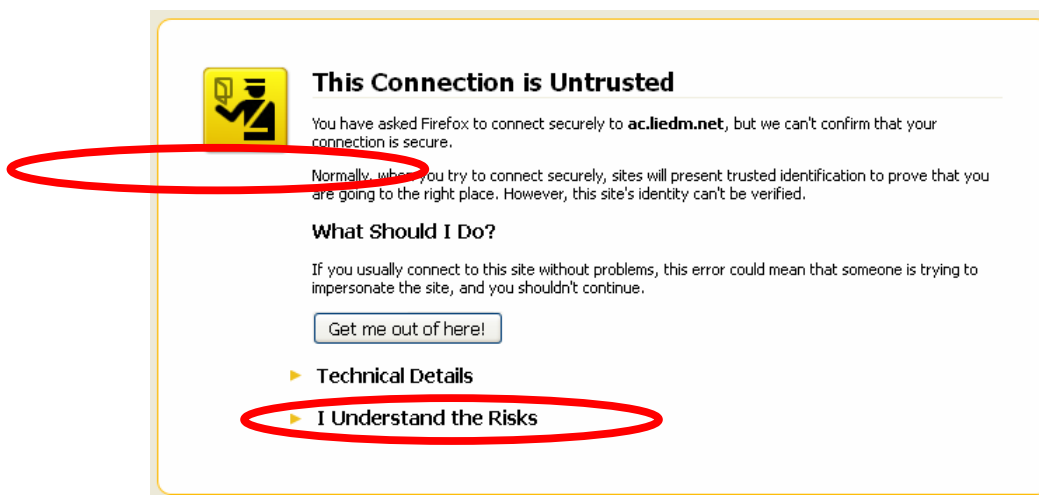 This Connection is Untrusted
You have asked Firefox to connect securely to ac.liedm.net, but we can't confirm that your
connection is secure.
Normally, when you try to connect securely, sites will present trusted identification to prove that you
are going to the right place. However, this site's identity can't be verified.
What Should I Do?
If you usually connect to this site without problems, this error could mean that someone is trying to
impersonate the site, and you shouldn't continue.
Get me out of here!
Technical Details
I Understand the Risks